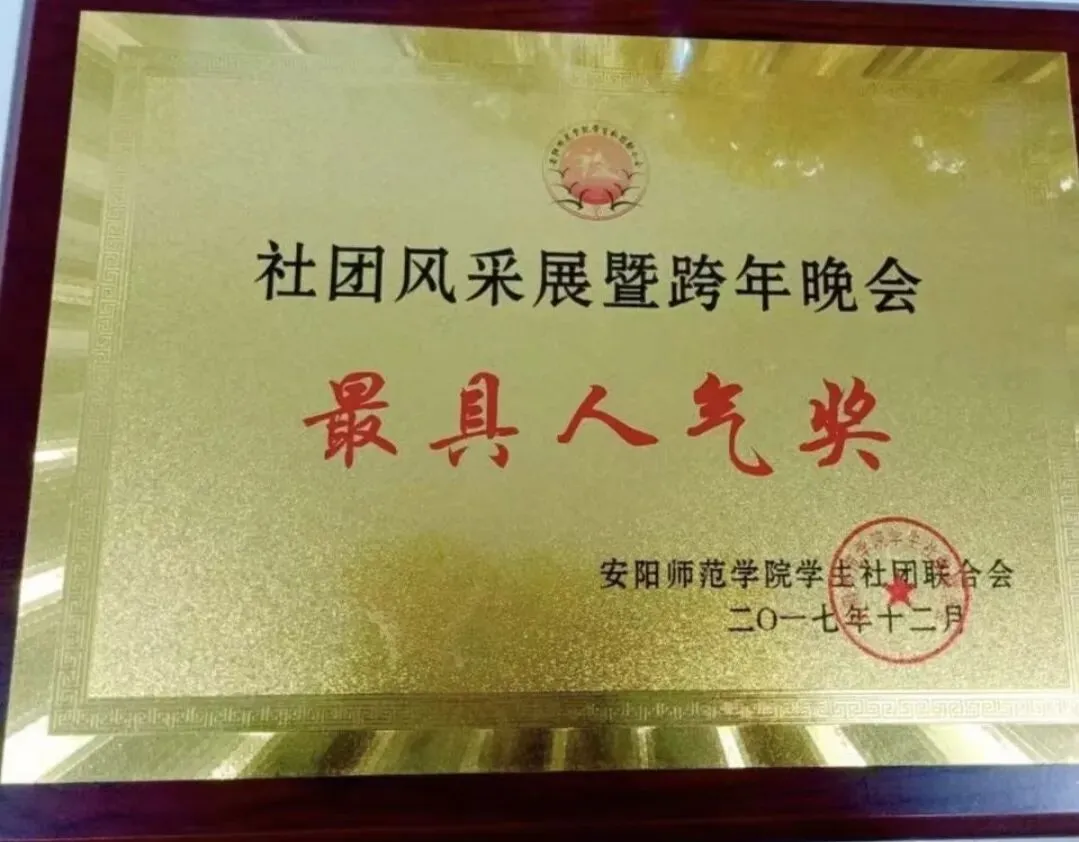 社团风采展暨跨年晚会
最具人气奖
安阳师范学院学生社团联合会
二〇一七年十二月